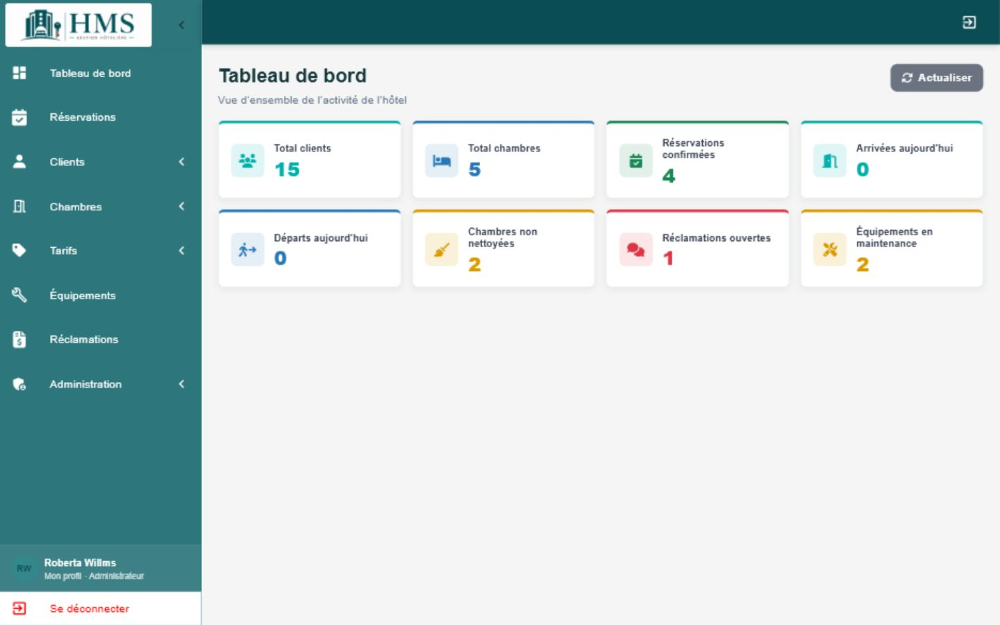 HMS
GESTION HÔTELIÈRE
Tableau de bord
Réservations
Clients
Chambres
Tarifs
Équipements
Réclamations
Administration
RW
Roberta Willms
Mon profil · Administrateur
Se déconnecter
Tableau de bord
Vue d'ensemble de l'activité de l'hôtel
Actualiser
Total clients
15
Total chambres
5
Réservations
confirmées
4
Arrivées aujourd'hui
0
Départs aujourd'hui
0
Chambres non
nettoyées
2
Réclamations ouvertes
1
Équipements en
maintenance
2